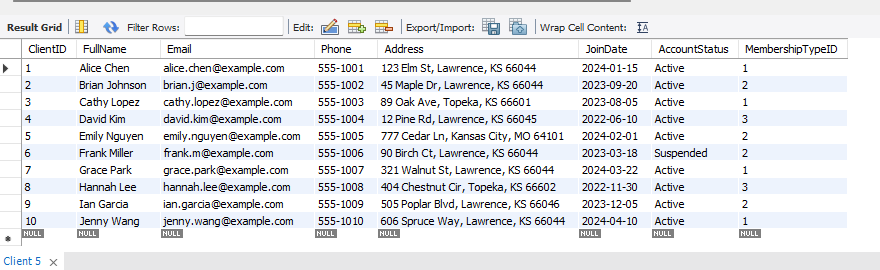 Result Grid Filter Rows: Edit: Export/Import: Wrap Cell Content: IA
ClientID FullName Email Phone Address JoinDate AccountStatus MembershipTypeID
1 Alice Chen alice.chen@example.com 555-1001 123 Elm St, Lawrence, KS 66044 2024-01-15 Active 1
2 Brian Johnson brian.j@example.com 555-1002 45 Maple Dr, Lawrence, KS 66044 2023-09-20 Active 2
3 Cathy Lopez cathy.lopez@example.com 555-1003 89 Oak Ave, Topeka, KS 66601 2023-08-05 Active 1
4 David Kim david.kim@example.com 555-1004 12 Pine Rd, Lawrence, KS 66045 2022-06-10 Active 3
5 Emily Nguyen emily.nguyen@example.com 555-1005 777 Cedar Ln, Kansas City, MO 64101 2024-02-01 Active 2
6 Frank Miller frank.m@example.com 555-1006 90 Birch Ct, Lawrence, KS 66044 2023-03-18 Suspended 2
7 Grace Park grace.park@example.com 555-1007 321 Walnut St, Lawrence, KS 66044 2024-03-22 Active 1
8 Hannah Lee hannah.lee@example.com 555-1008 404 Chestnut Cir, Topeka, KS 66602 2022-11-30 Active 3
9 Ian Garcia ian.garcia@example.com 555-1009 505 Poplar Blvd, Lawrence, KS 66046 2023-12-05 Active 2
10 Jenny Wang jenny.wang@example.com 555-1010 606 Spruce Way, Lawrence, KS 66044 2024-04-10 Active 1
NULL NULL NULL NULL NULL NULL NULL NULL
Client 5